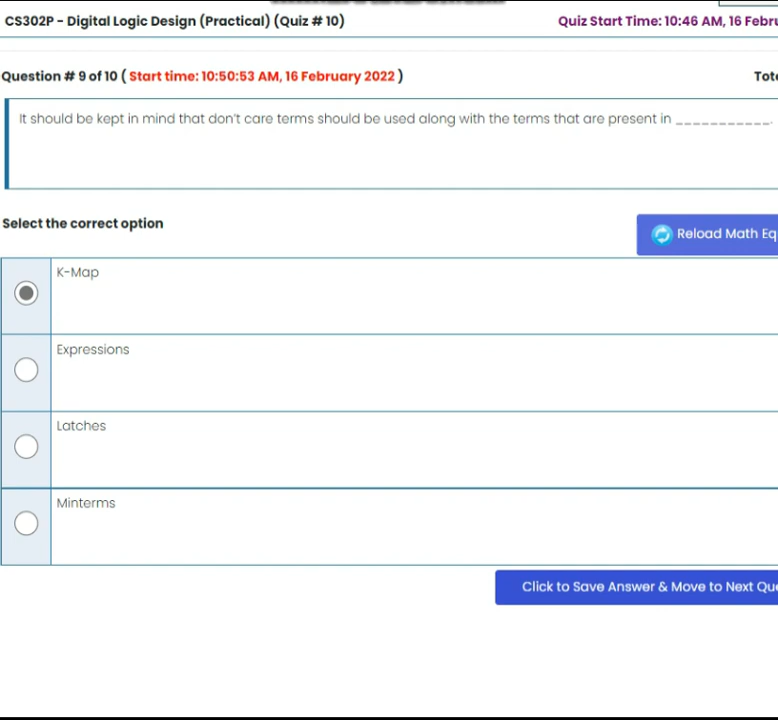 CS302P - Digital Logic Design (Practical) (Quiz # 10)
Quiz Start Time: 10:46 AM, 16 Febru
Question # 9 of 10 ( Start time: 10:50:53 AM, 16 February 2022 )
Tot
It should be kept in mind that don't care terms should be used along with the terms that are present in ___________.
Select the correct option
Reload Math Eq
K-Map
Expressions
Latches
Minterms
Click to Save Answer & Move to Next Que